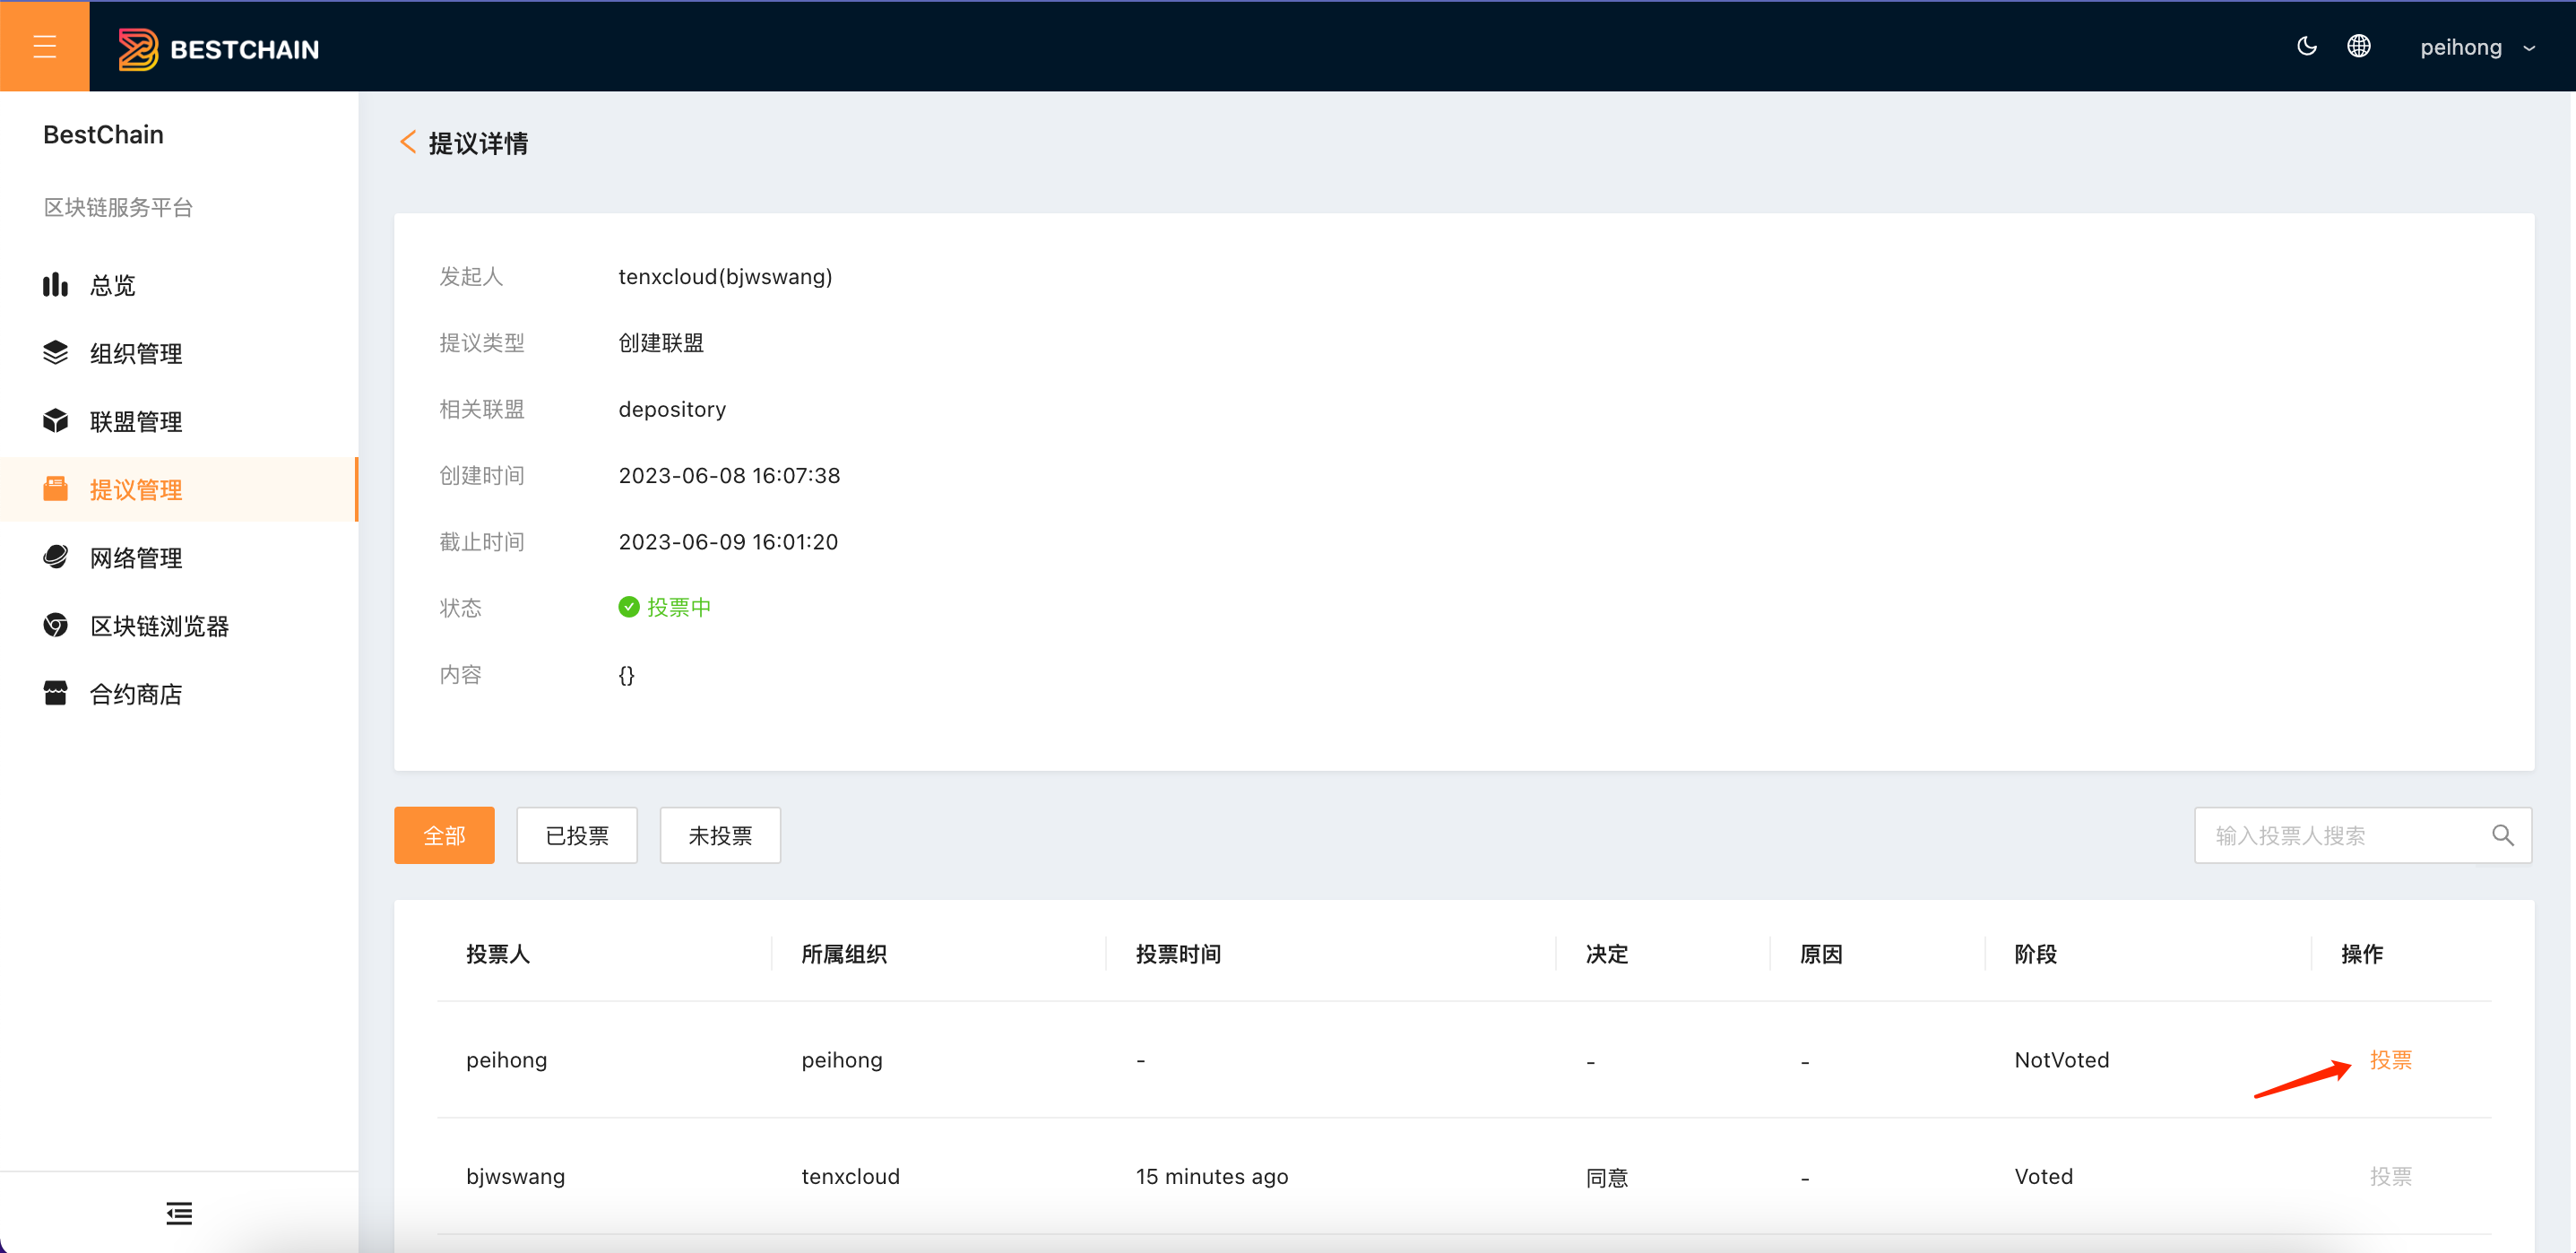 BESTCHAIN
peihong
BestChain
区块链服务平台
总览
组织管理
联盟管理
提议管理
网络管理
区块链浏览器
合约商店
提议详情
发起人 tenxcloud(bjwswang)
提议类型 创建联盟
相关联盟 depository
创建时间 2023-06-08 16:07:38
截止时间 2023-06-09 16:01:20
状态 投票中
内容 {}
全部 已投票 未投票 输入投票人搜索
投票人 所属组织 投票时间 决定 原因 阶段 操作
peihong peihong - - - NotVoted 投票
bjwswang tenxcloud 15 minutes ago 同意 - Voted 投票